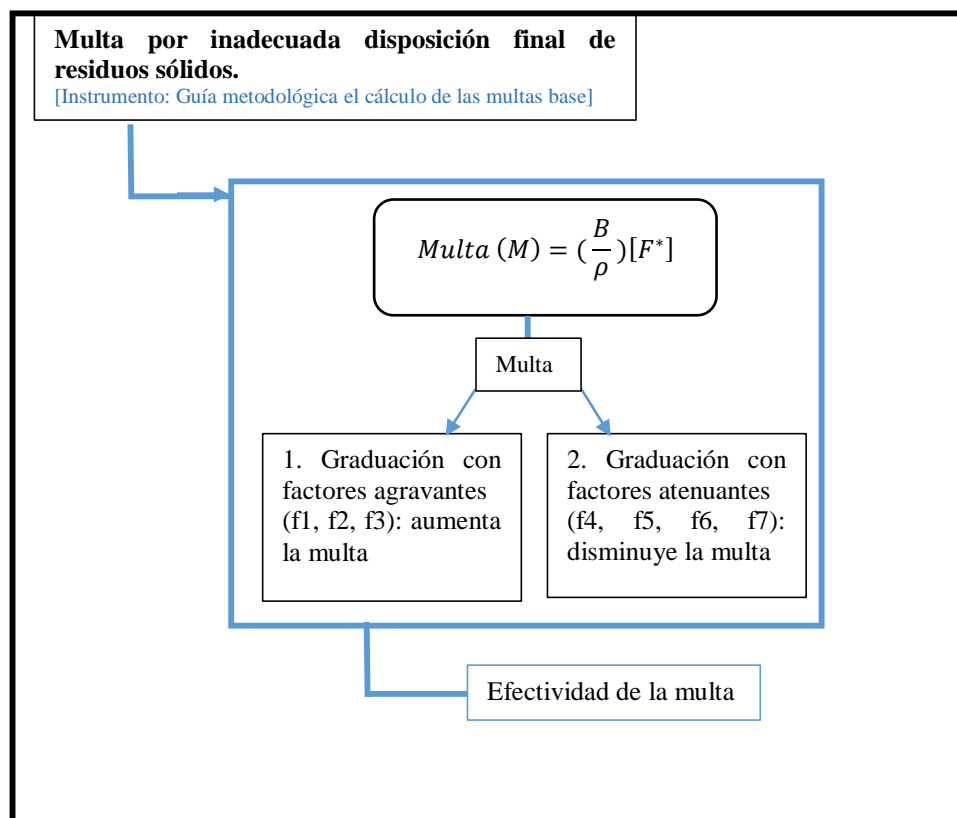 Multa por inadecuada disposición final de
residuos sólidos.
[Instrumento: Guía metodológica el cálculo de las multas base]
Multa (M) = (B/ρ)[F*]
Multa
1. Graduación con
factores agravantes
(f1, f2, f3): aumenta
la multa
2. Graduación con
factores atenuantes
(f4, f5, f6, f7):
disminuye la multa
Efectividad de la multa